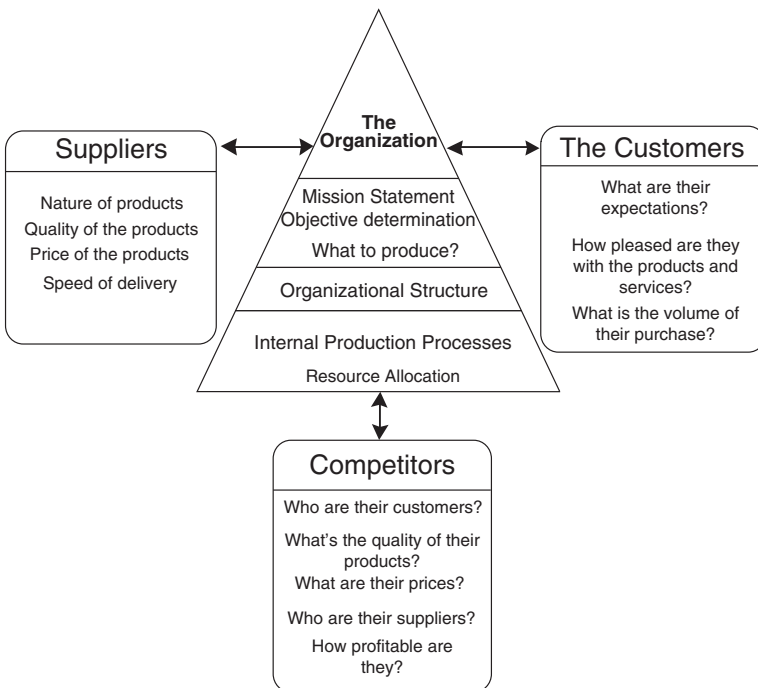 The
Organization
Mission Statement
Objective determination
What to produce?
Organizational Structure
Internal Production Processes
Resource Allocation
Suppliers
Nature of products
Quality of the products
Price of the products
Speed of delivery
The Customers
What are their
expectations?
How pleased are they
with the products and
services?
What is the volume of
their purchase?
Competitors
Who are their customers?
What's the quality of their
products?
What are their prices?
Who are their suppliers?
How profitable are
they?